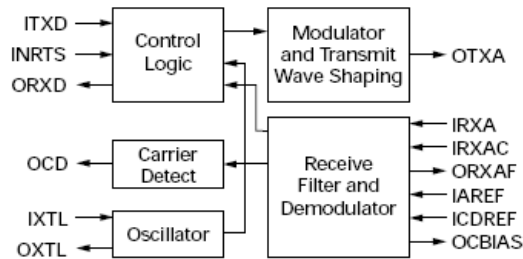 ITXD
INRTS
ORXD
Control
Logic
Modulator
and Transmit
Wave Shaping
OTXA
OCD
Carrier
Detect
IXTL
OXTL
Oscillator
Receive
Filter and
Demodulator
IRXA
IRXAC
ORXAF
IAREF
ICDREF
OCBIAS